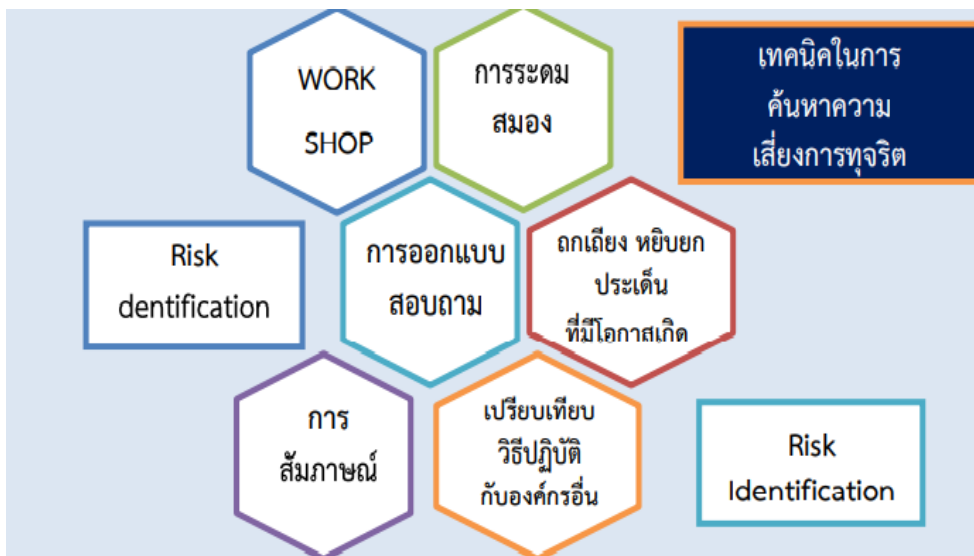 WORK
SHOP
การระดม
สมอง
เทคนิคในการ
ค้นหาความ
เสี่ยงการทุจริต
Risk
dentification
การออกแบบ
สอบถาม
ถกเถียง หยิบยก
ประเด็น
ที่มีโอกาสเกิด
การ
สัมภาษณ์
เปรียบเทียบ
วิธีปฏิบัติ
กับองค์กรอื่น
Risk
Identification